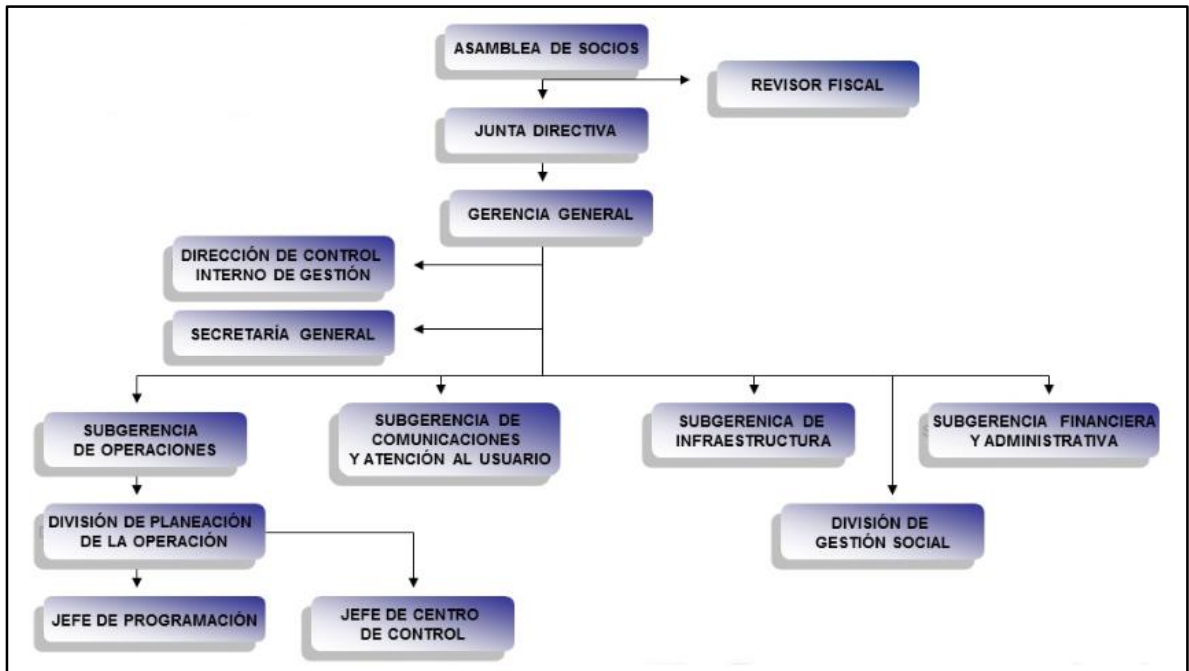 ASAMBLEA DE SOCIOS
REVISOR FISCAL
JUNTA DIRECTIVA
GERENCIA GENERAL
DIRECCIÓN DE CONTROL
INTERNO DE GESTIÓN
SECRETARÍA GENERAL
SUBGERENCIA
DE OPERACIONES
SUBGERENCIA DE
COMUNICACIONES
Y ATENCIÓN AL USUARIO
SUBGERENICA DE
INFRAESTRUCTURA
SUBGERENCIA FINANCIERA
Y ADMINISTRATIVA
DIVISIÓN DE PLANEACIÓN
DE LA OPERACIÓN
DIVISIÓN DE
GESTIÓN SOCIAL
JEFE DE PROGRAMACIÓN
JEFE DE CENTRO
DE CONTROL